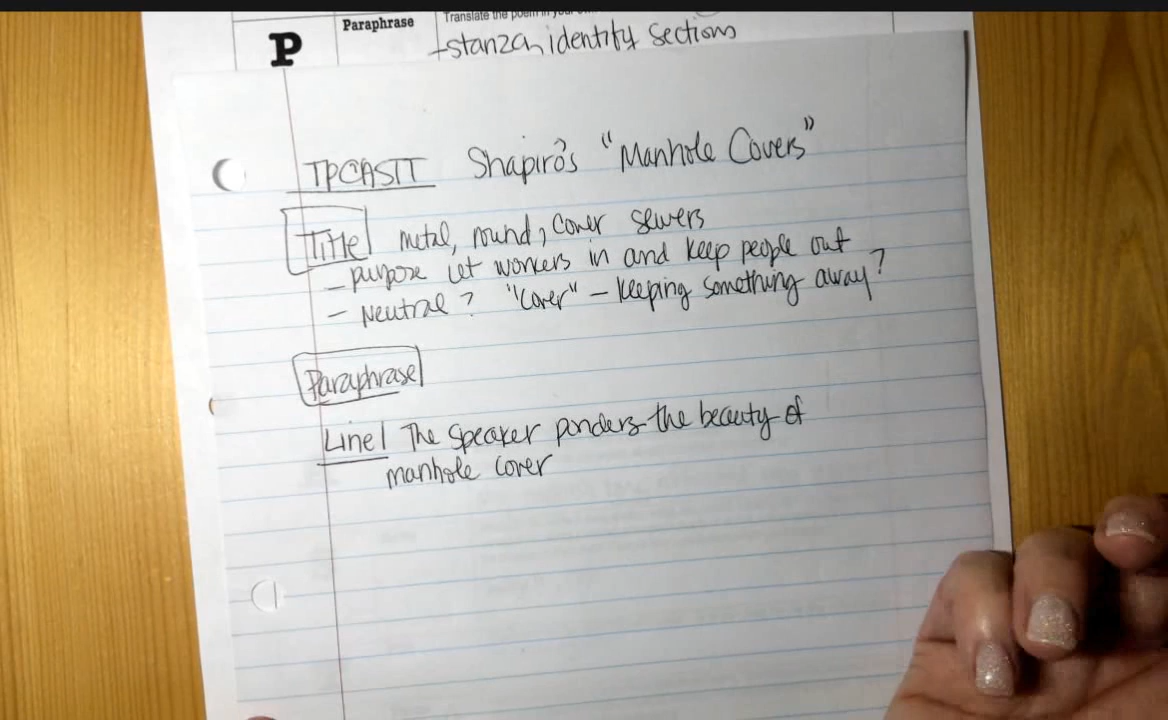 P
Paraphrase
Translate the poem in your
-stanza, identify sections
TPCASTT Shapiro's "Manhole Covers"
Title metal, round, cover sewers
- purpose let workers in and keep people out
- Neutral? "Cover" - keeping something away?
Paraphrase
Line 1 The speaker ponders the beauty of
manhole cover